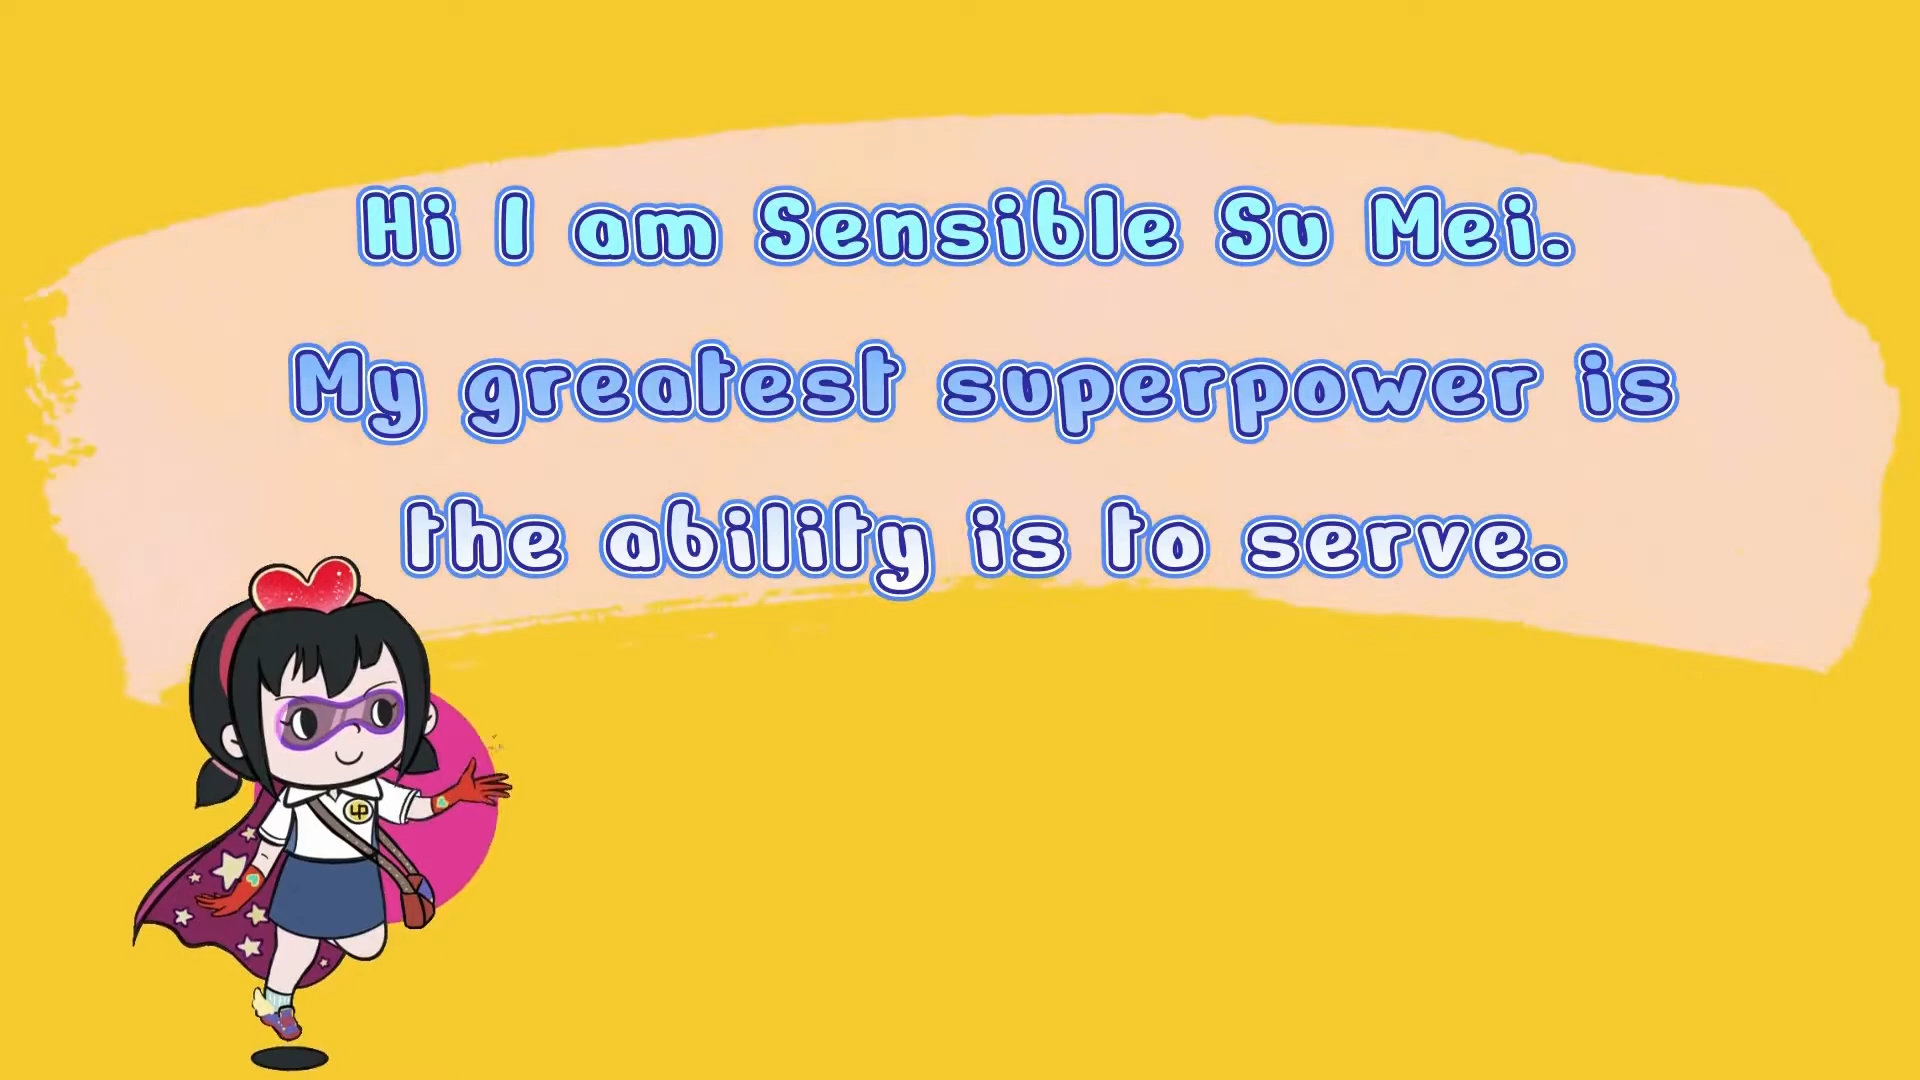 Hi I am Sensible Su Mei.
My greatest superpower is
the ability is to serve.